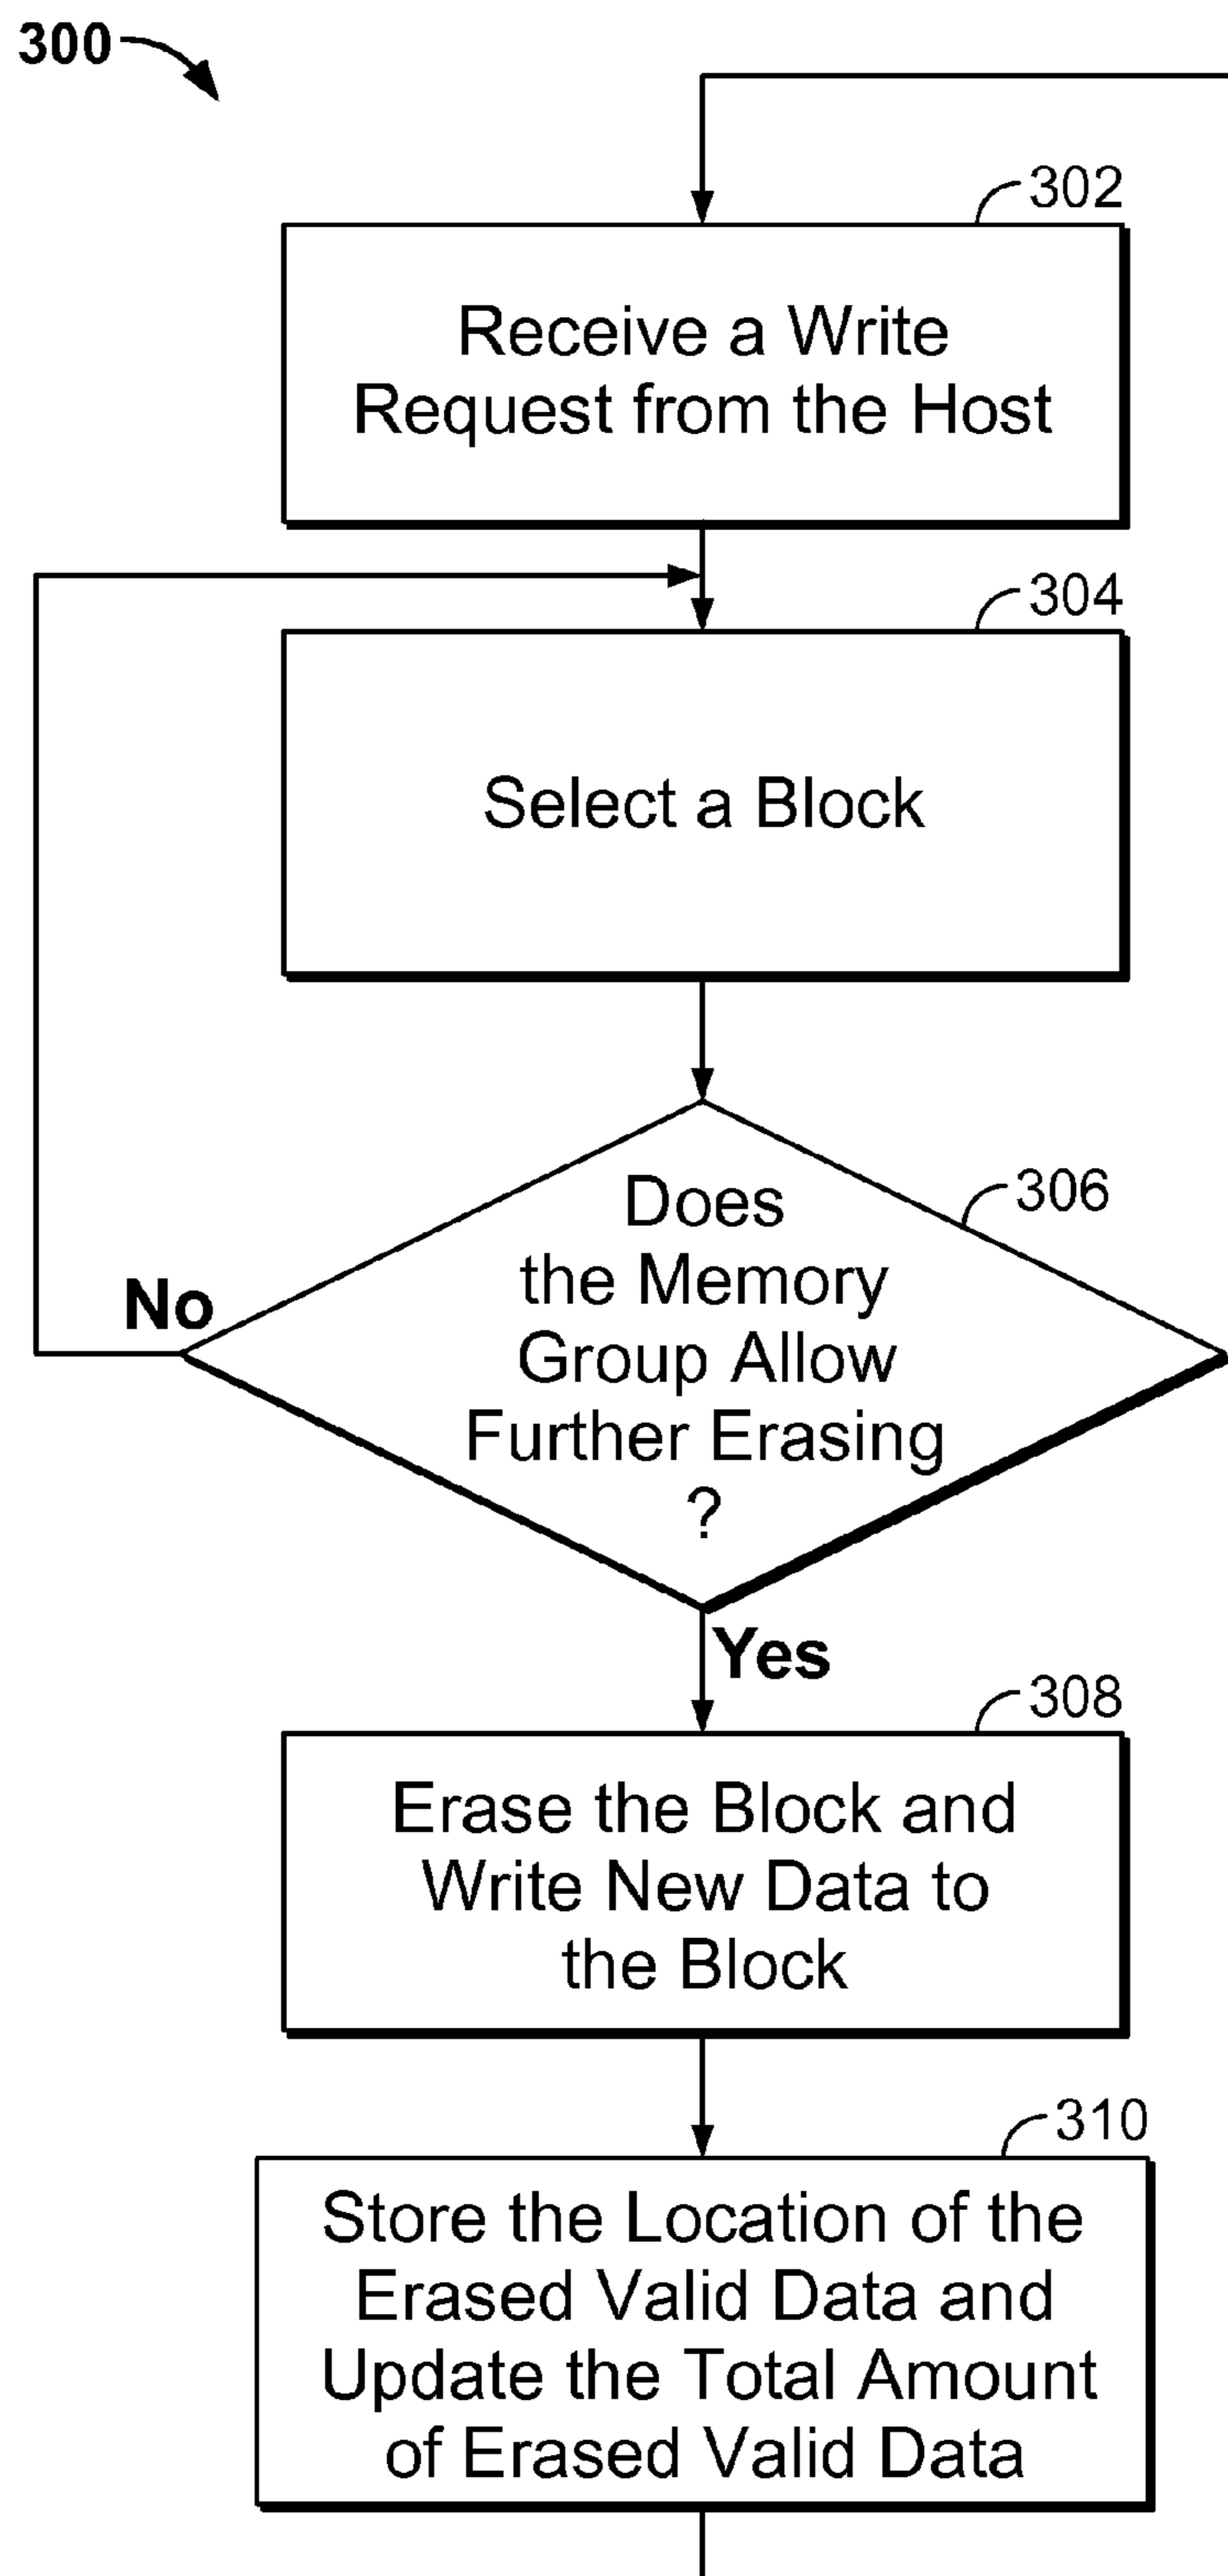 300
302
Receive a Write
Request from the Host
304
Select a Block
306
Does
the Memory
Group Allow
Further Erasing
?
No
Yes
308
Erase the Block and
Write New Data to
the Block
310
Store the Location of the
Erased Valid Data and
Update the Total Amount
of Erased Valid Data